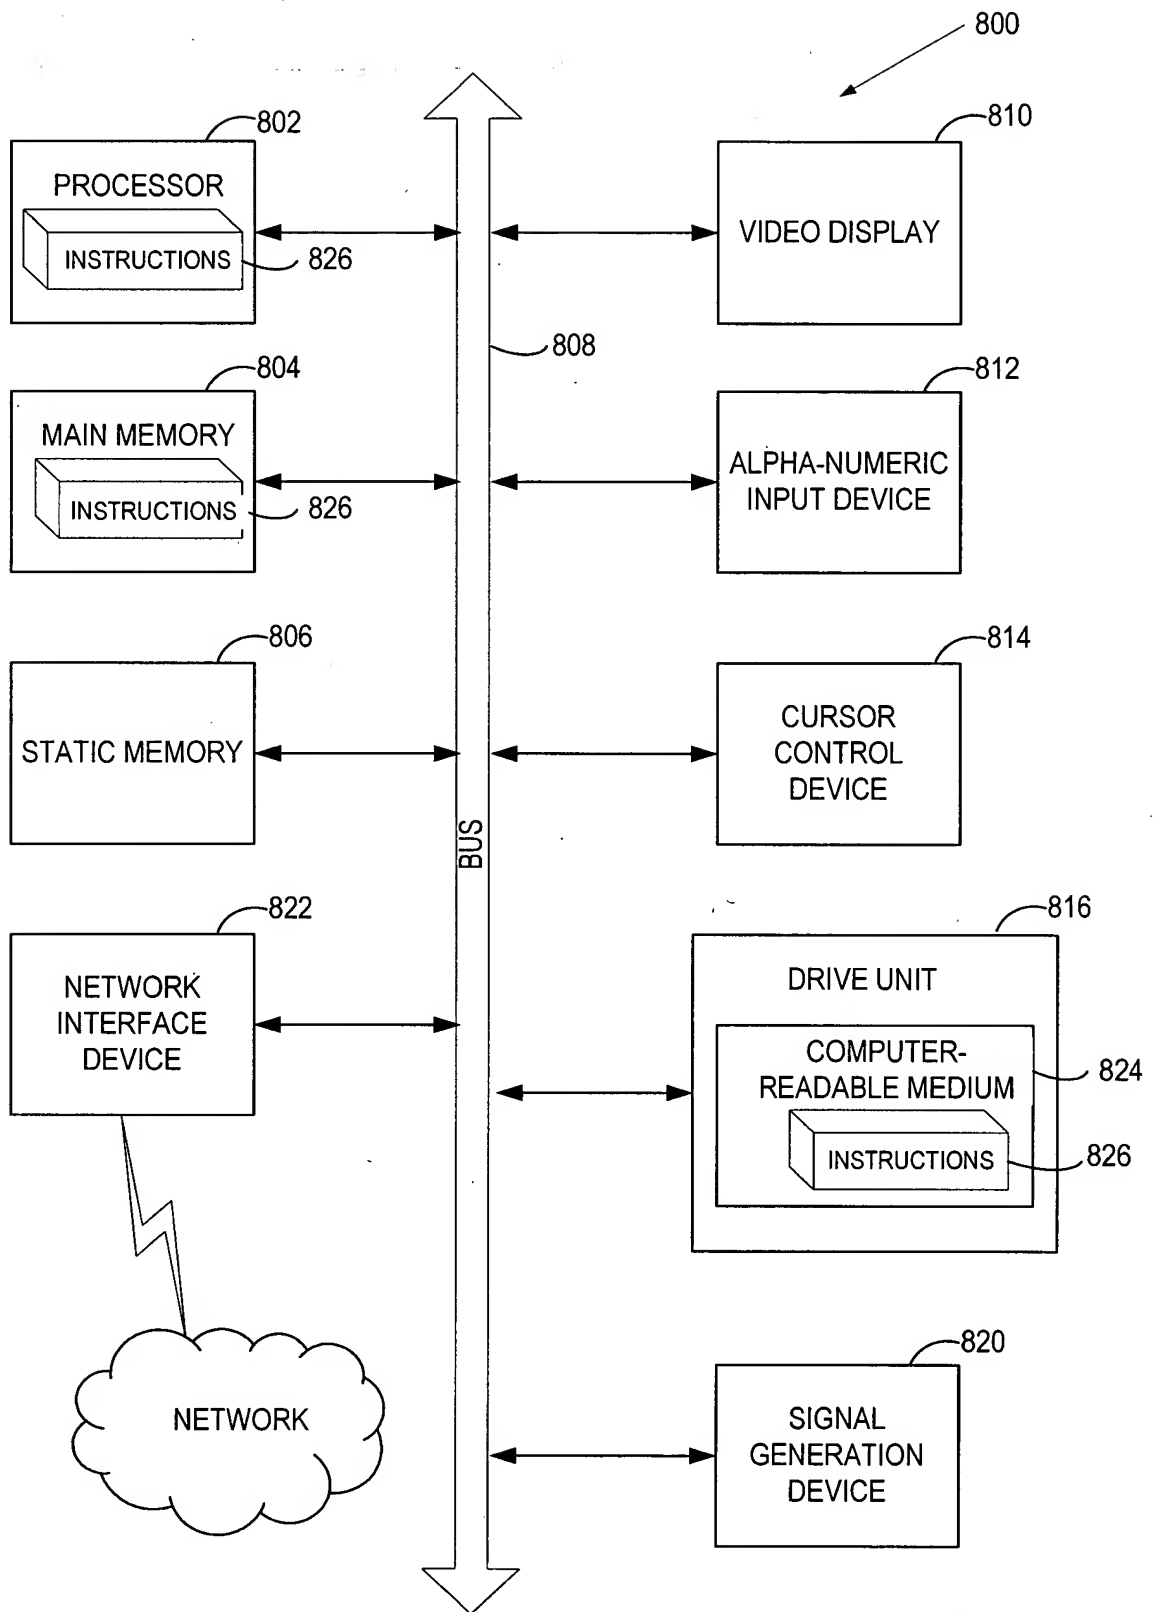 800
802
PROCESSOR
INSTRUCTIONS
826
804
MAIN MEMORY
INSTRUCTIONS
826
806
STATIC MEMORY
822
NETWORK
INTERFACE
DEVICE
NETWORK
808
BUS
810
VIDEO DISPLAY
812
ALPHA-NUMERIC
INPUT DEVICE
814
CURSOR
CONTROL
DEVICE
816
DRIVE UNIT
COMPUTER-
READABLE MEDIUM
824
INSTRUCTIONS
826
820
SIGNAL
GENERATION
DEVICE